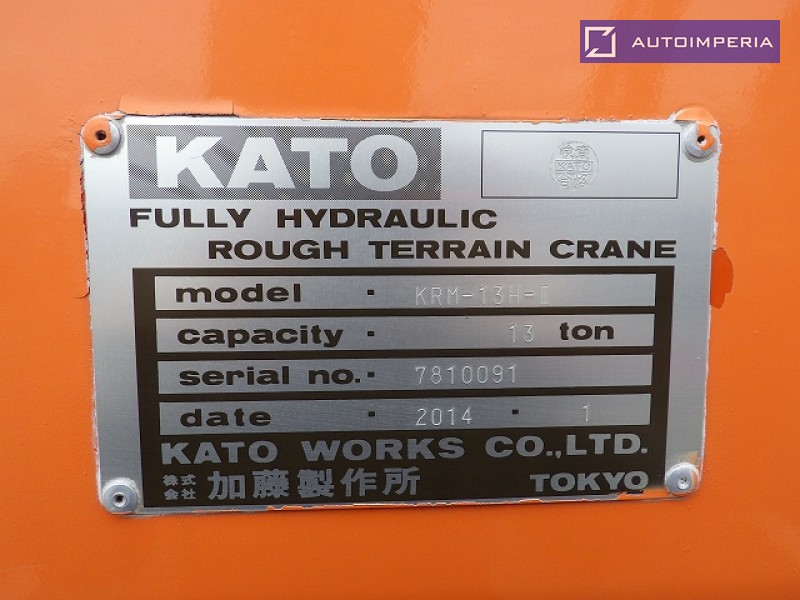 AUTOIMPERIA
KATO
KATO
FULLY HYDRAULIC
ROUGH TERRAIN CRANE
model · KRM-13H-II
capacity · 13 ton
serial no. · 7810091
date · 2014 · 1
KATO WORKS CO.,LTD.
株式会社 加藤製作所 TOKYO